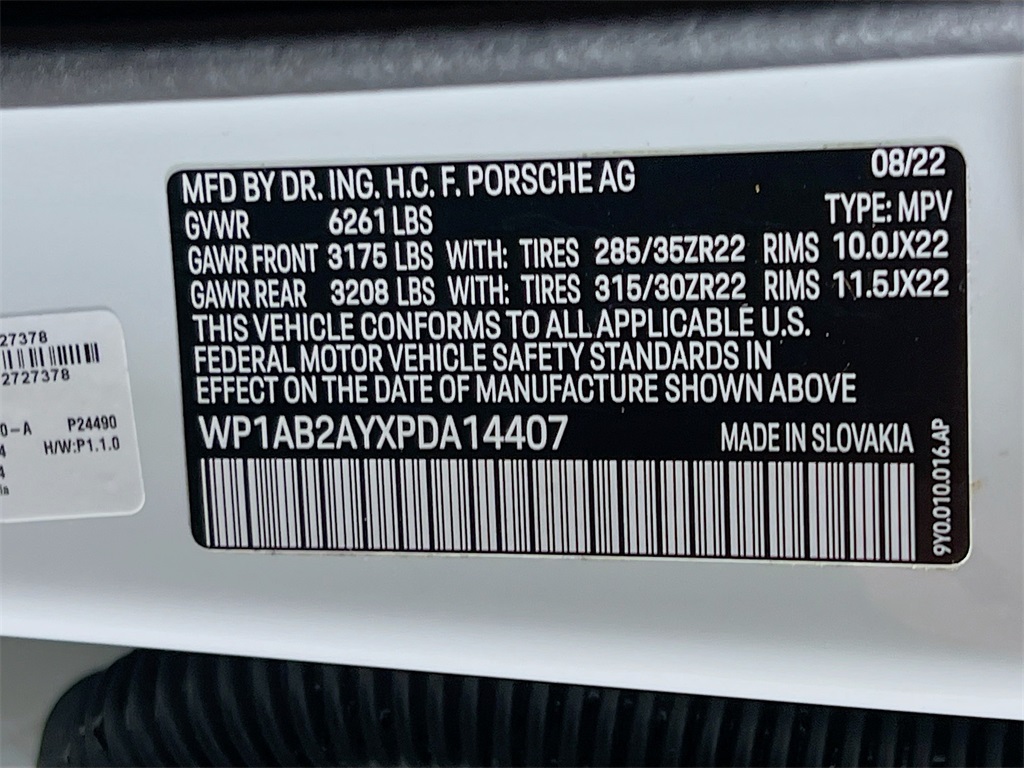 MFD BY DR. ING. H.C. F. PORSCHE AG 08/22
GVWR 6261 LBS TYPE: MPV
GAWR FRONT 3175 LBS WITH: TIRES 285/35ZR22 RIMS 10.0JX22
GAWR REAR 3208 LBS WITH: TIRES 315/30ZR22 RIMS 11.5JX22
THIS VEHICLE CONFORMS TO ALL APPLICABLE U.S.
FEDERAL MOTOR VEHICLE SAFETY STANDARDS IN
EFFECT ON THE DATE OF MANUFACTURE SHOWN ABOVE
WP1AB2AYXPDA14407 MADE IN SLOVAKIA
9Y0.010.016.AP
27378
2727378
0-A P24490
4 H/W:P1.1.0
4